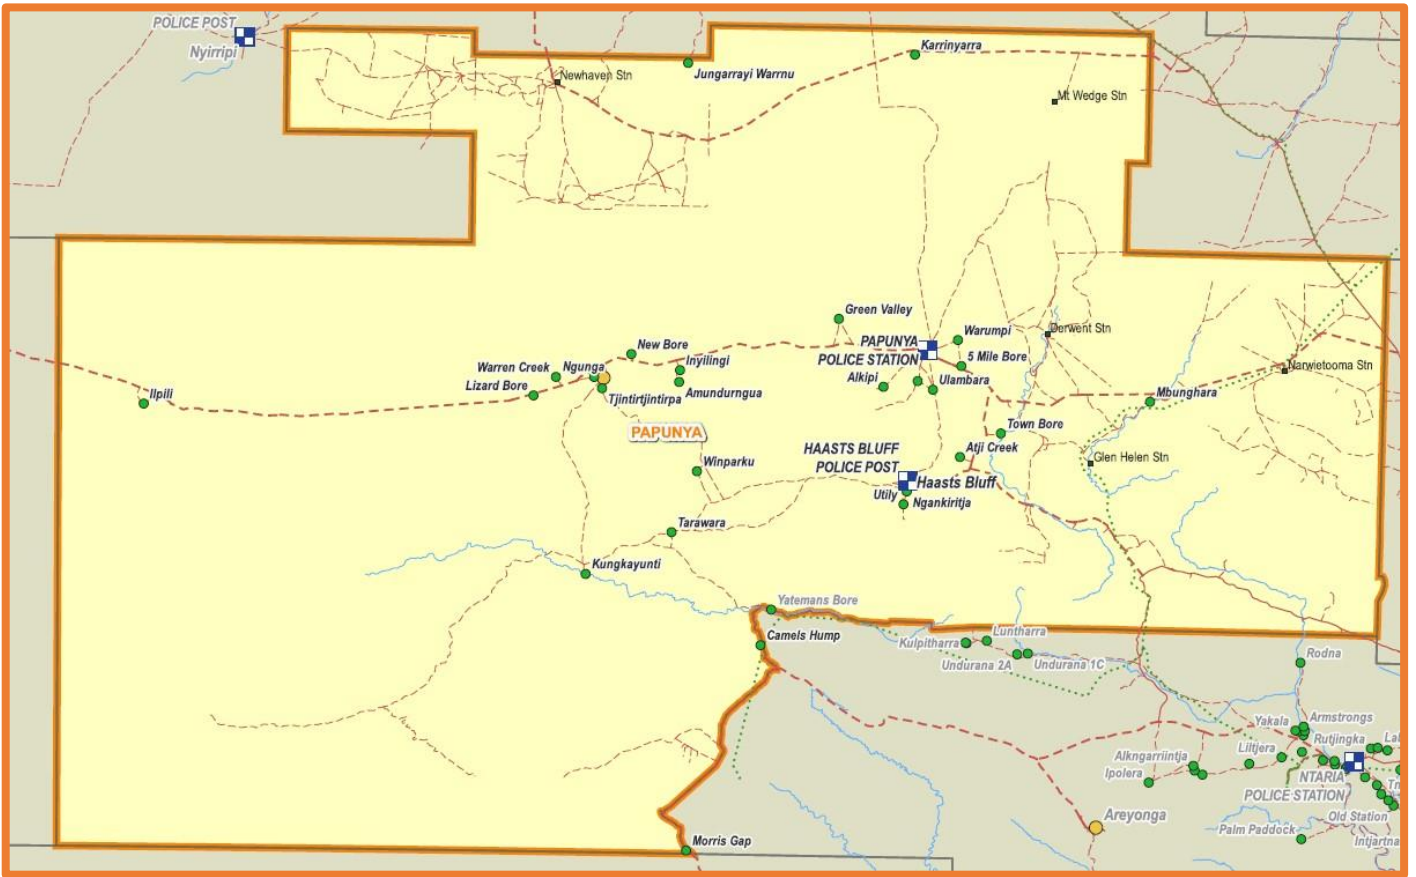 POLICE POST
Nyirripi
Newhaven Stn
Jungarrayi Warrnu
Karrinyarra
Mt Wedge Stn
Green Valley
PAPUNYA
POLICE STATION
Warumpi
Derwent Stn
5 Mile Bore
New Bore
Inyilingi
Warren Creek
Ngunga
Lizard Bore
Tjintirtjintirpa
Amundurngua
Alkipi
Ulambara
Narwietooma Stn
Ilpili
Mbunghara
PAPUNYA
Town Bore
HAASTS BLUFF
POLICE POST
Atji Creek
Glen Helen Stn
Winparku
Haasts Bluff
Utily
Ngankiritja
Tarawara
Kungkayunti
Yatemans Bore
Camels Hump
Kulpitharra
Luntharra
Undurana 2A
Undurana 1C
Rodna
Yakala
Armstrongs
Rutjingka
Lab
Liltjera
Alkngarriintja
Ipolera
NTARIA
POLICE STATION
Old Station
Areyonga
Palm Paddock
Intjartna
Morris Gap